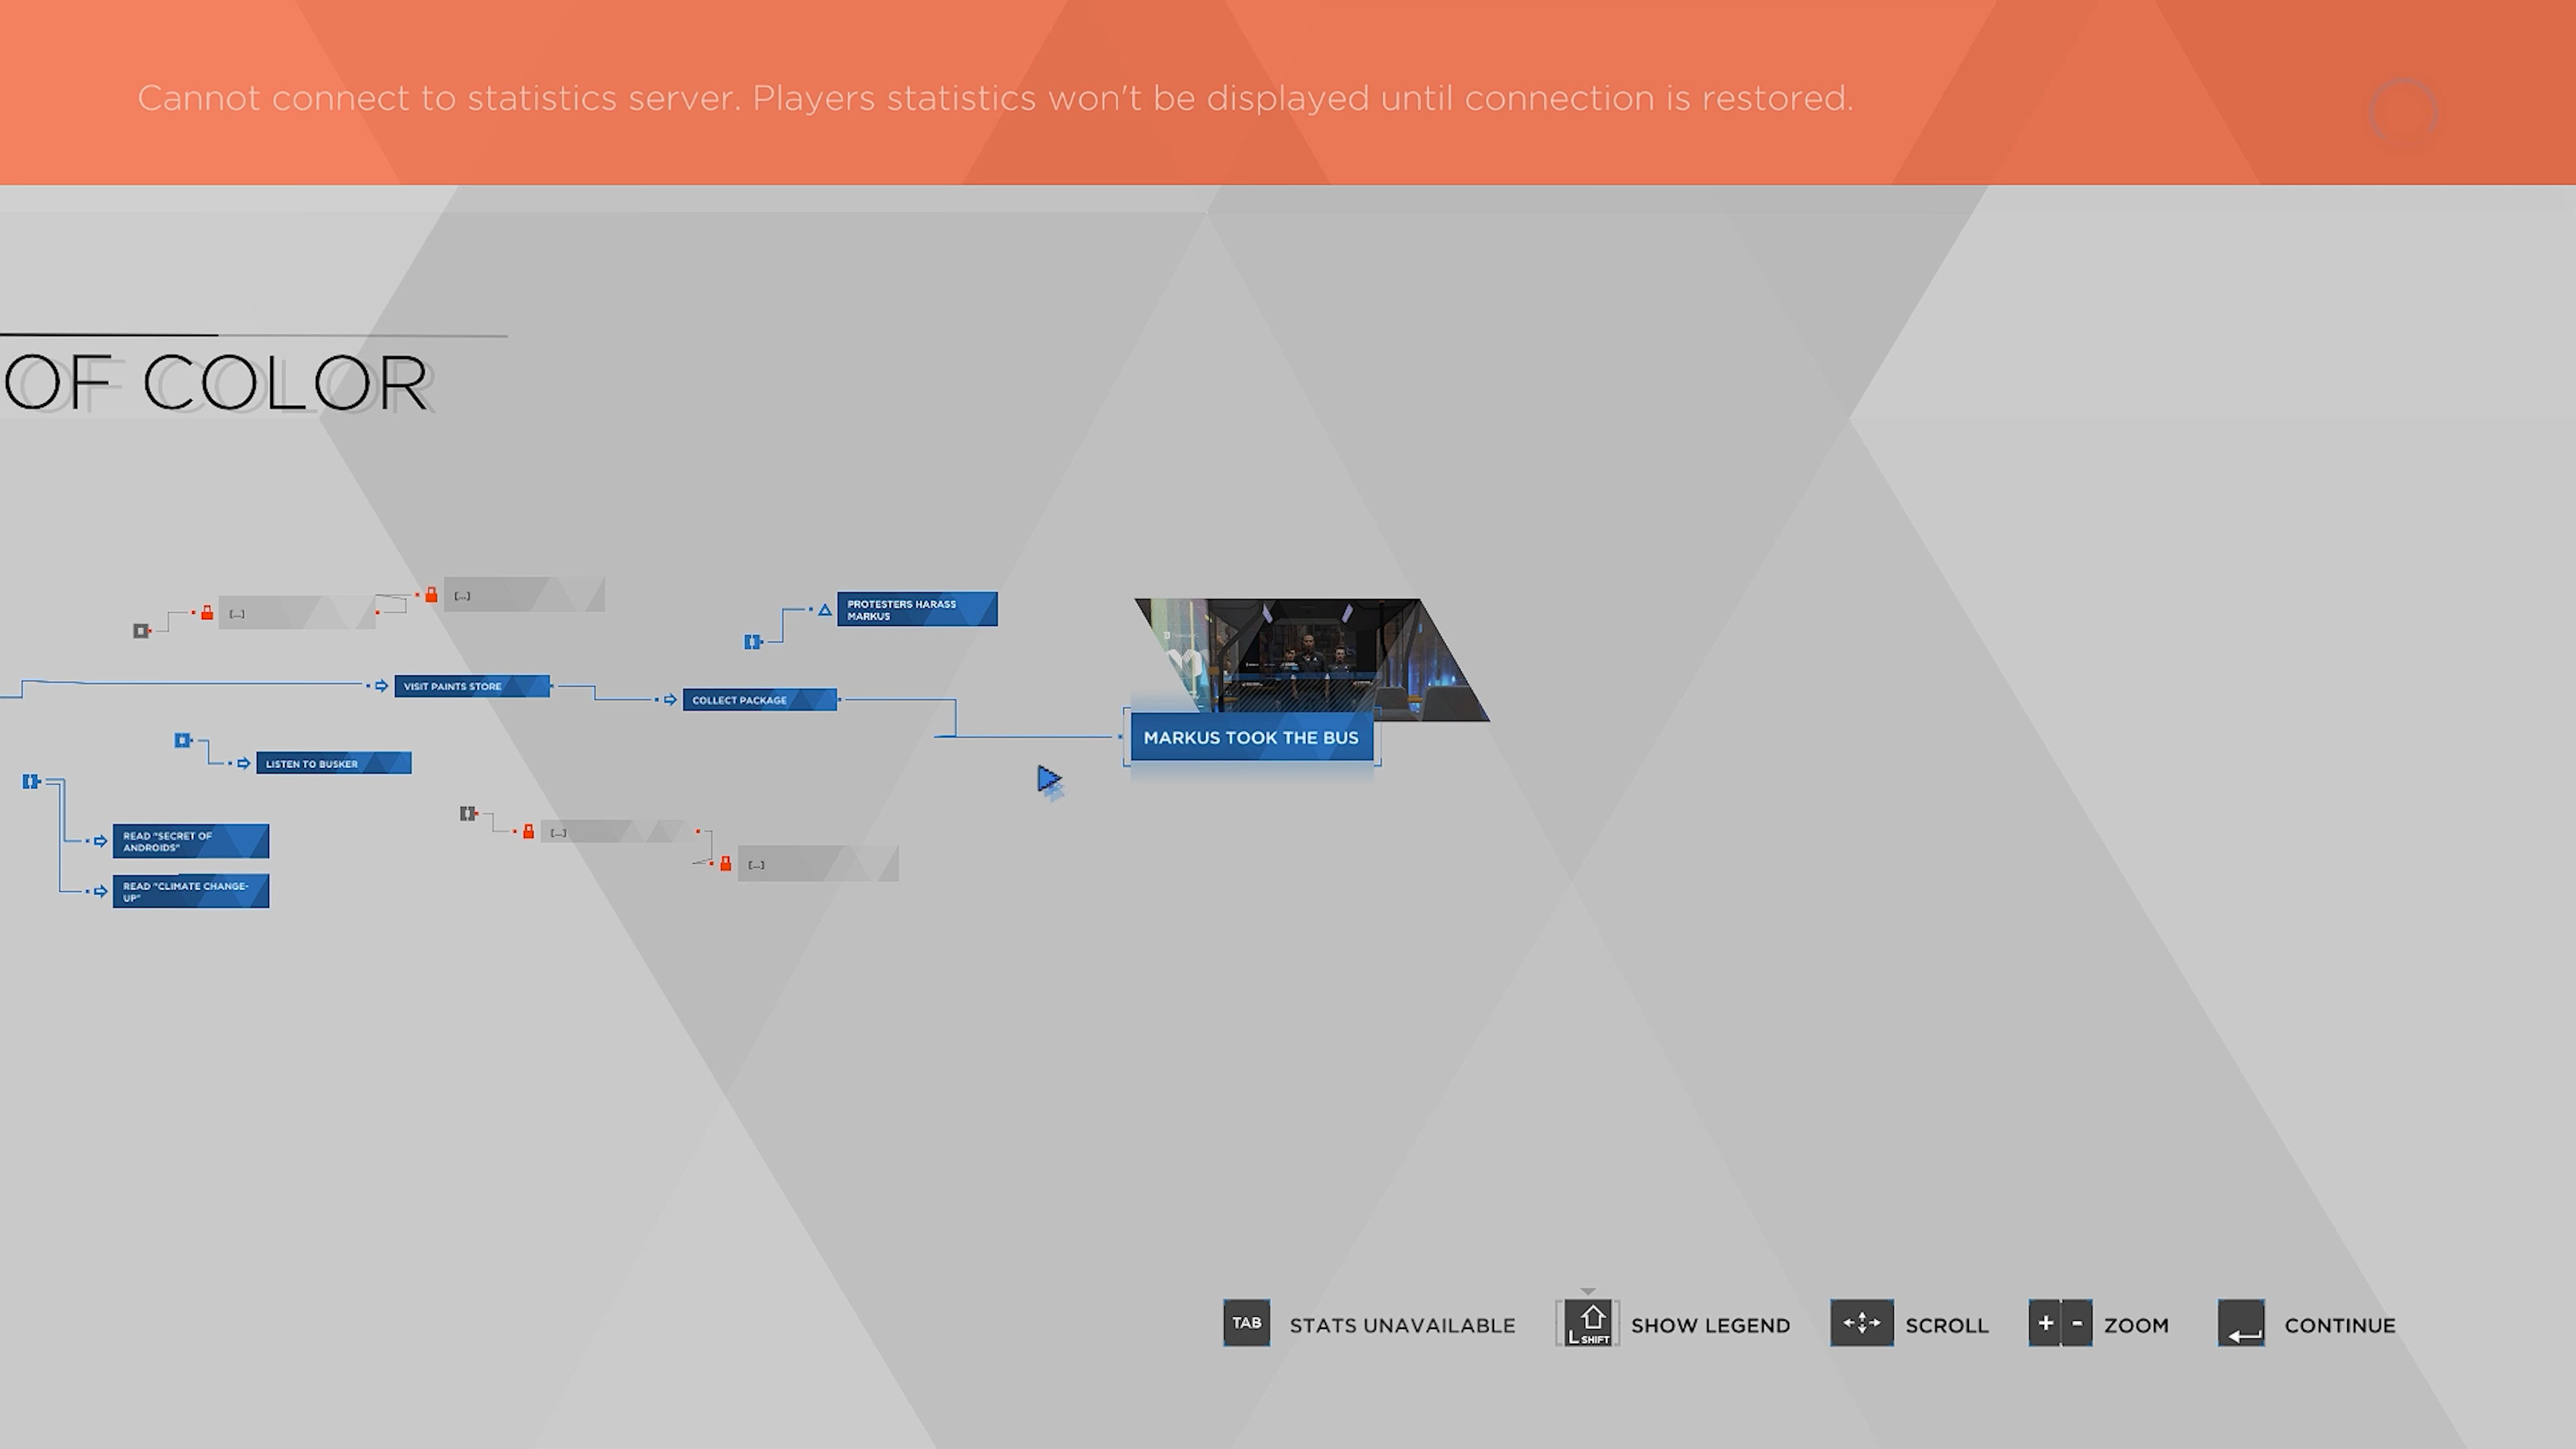 Cannot connect to statistics server. Players statistics won't be displayed until connection is restored.
OF COLOR
[...]
[...]
PROTESTERS HARASS
MARKUS
VISIT PAINTS STORE
COLLECT PACKAGE
MARKUS TOOK THE BUS
LISTEN TO BUSKER
READ "SECRET OF
ANDROIDS"
READ "CLIMATE CHANGE-
UP"
[...]
[...]
TAB STATS UNAVAILABLE
L SHIFT SHOW LEGEND
SCROLL
+ - ZOOM
CONTINUE